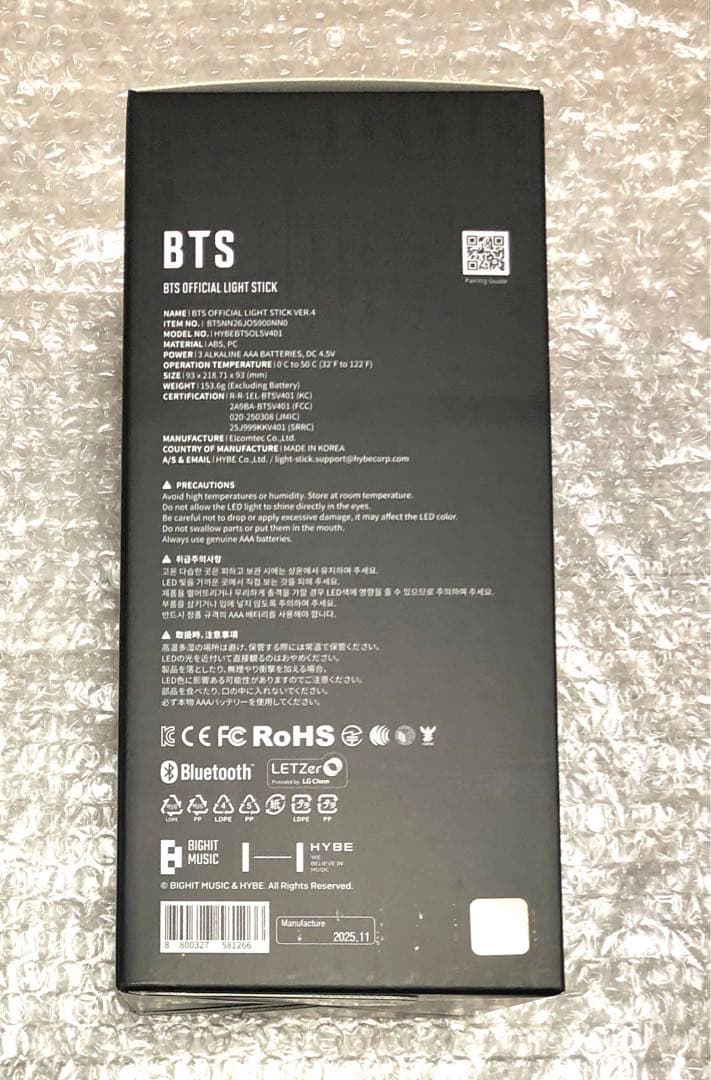 BTS
BTS OFFICIAL LIGHT STICK
Pairing Guide
NAME | BTS OFFICIAL LIGHT STICK VER.4
ITEM NO. | BTSNN26JOS900NN0
MODEL NO. | HYBEBTSOLSV401
MATERIAL | ABS, PC
POWER | 3 ALKALINE AAA BATTERIES, DC 4.5V
OPERATION TEMPERATURE | 0 C to 50 C (32 F to 122 F)
SIZE | 93 x 218.71 x 93 (mm)
WEIGHT | 153.6g (Excluding Battery)
CERTIFICATION | R-R-1EL-BTSV401 (KC)
2A9BA-BTSV401 (FCC)
020-250308 (JMIC)
25J999KKV401 (SRRC)
MANUFACTURE | Elcomtec Co.,Ltd.
COUNTRY OF MANUFACTURE | MADE IN KOREA
A/S & EMAIL | HYBE Co.,Ltd. / light-stick.support@hybecorp.com
PRECAUTIONS
Avoid high temperatures or humidity. Store at room temperature.
Do not allow the LED light to shine directly in the eyes.
Be careful not to drop or apply excessive damage, it may affect the LED color.
Do not swallow parts or put them in the mouth.
Always use genuine AAA batteries.
취급주의사항
고온 다습한 곳은 피하고 보관 시에는 상온에서 유지하여 주세요.
LED 빛을 가까운 곳에서 직접 보는 것을 피해 주세요.
제품을 떨어뜨리거나 무리하게 충격을 가할 경우 LED색에 영향을 줄 수 있으므로 주의하여 주세요.
부품을 삼키거나 입에 넣지 않도록 주의하여 주세요.
반드시 정품 규격의 AAA 배터리를 사용해야 합니다.
取扱時、注意事項
高温多湿の場所は避け、保管する際には常温で保管ください。
LEDの光を近付いて直接観るのはおやめください。
製品を落としたり、無理やり衝撃を加える場合、
LED色に影響ある可能性がありますのでご注意ください。
部品を食べたり、口の中に入れないでください。
必ず本物 AAAバッテリーを使用してください。
CE FC RoHS
Bluetooth™ LETZero
Provided by LG Chem
LDPE PP LDPE PP 紙 プラ LDPE プラ PP
BIGHIT
MUSIC
HYBE
WE
BELIEVE IN
MUSIC
© BIGHIT MUSIC & HYBE. All Rights Reserved.
8 800327 581266
Manufacture
2025.11